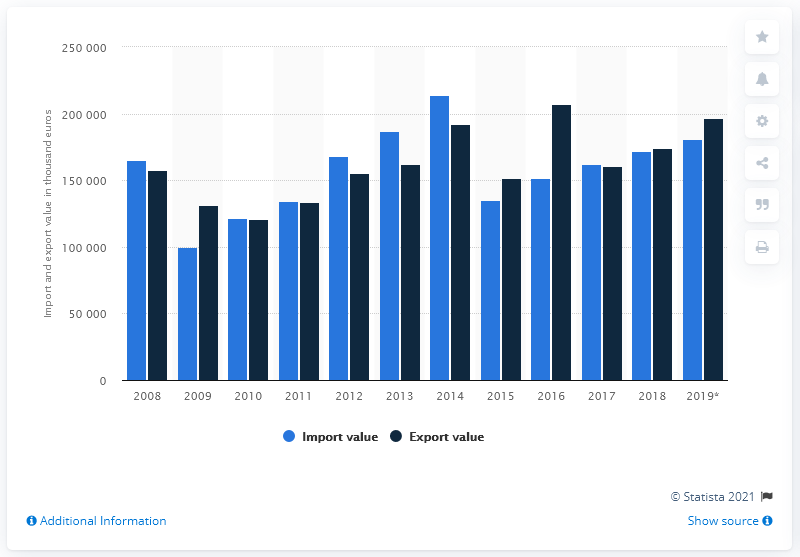 250 000
200 000
150 000
100 000
50 000
0
Import and export value in thousand euros
2008 2009 2010 2011 2012 2013 2014 2015 2016 2017 2018 2019*
Import value Export value
© Statista 2021
Additional Information
Show source